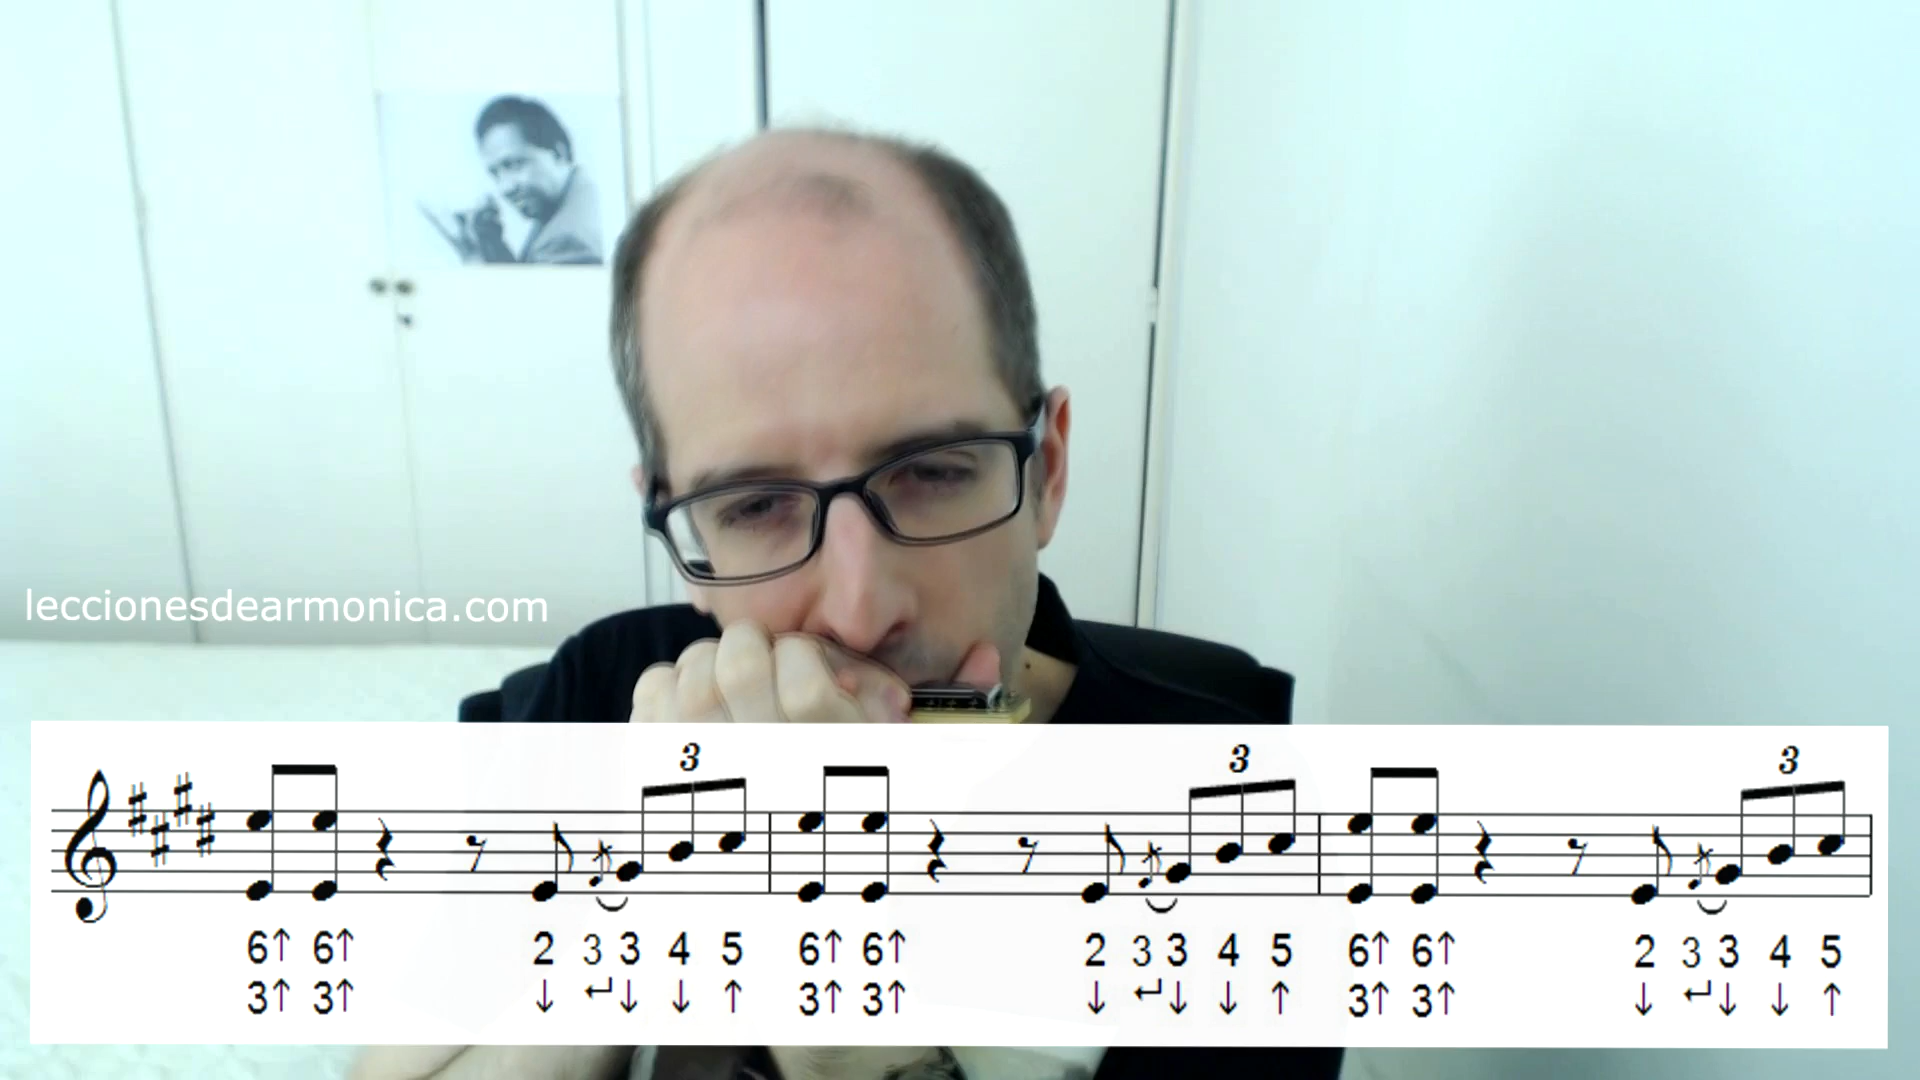 leccionesdearmonica.com
3 3 3
6↑ 6↑ 2 3 3 4 5 6↑ 6↑ 2 3 3 4 5 6↑ 6↑ 2 3 3 4 5
3↑ 3↑ ↓ ↵ ↓ ↓ ↑ 3↑ 3↑ ↓ ↵ ↓ ↓ ↑ 3↑ 3↑ ↓ ↵ ↓ ↓ ↑